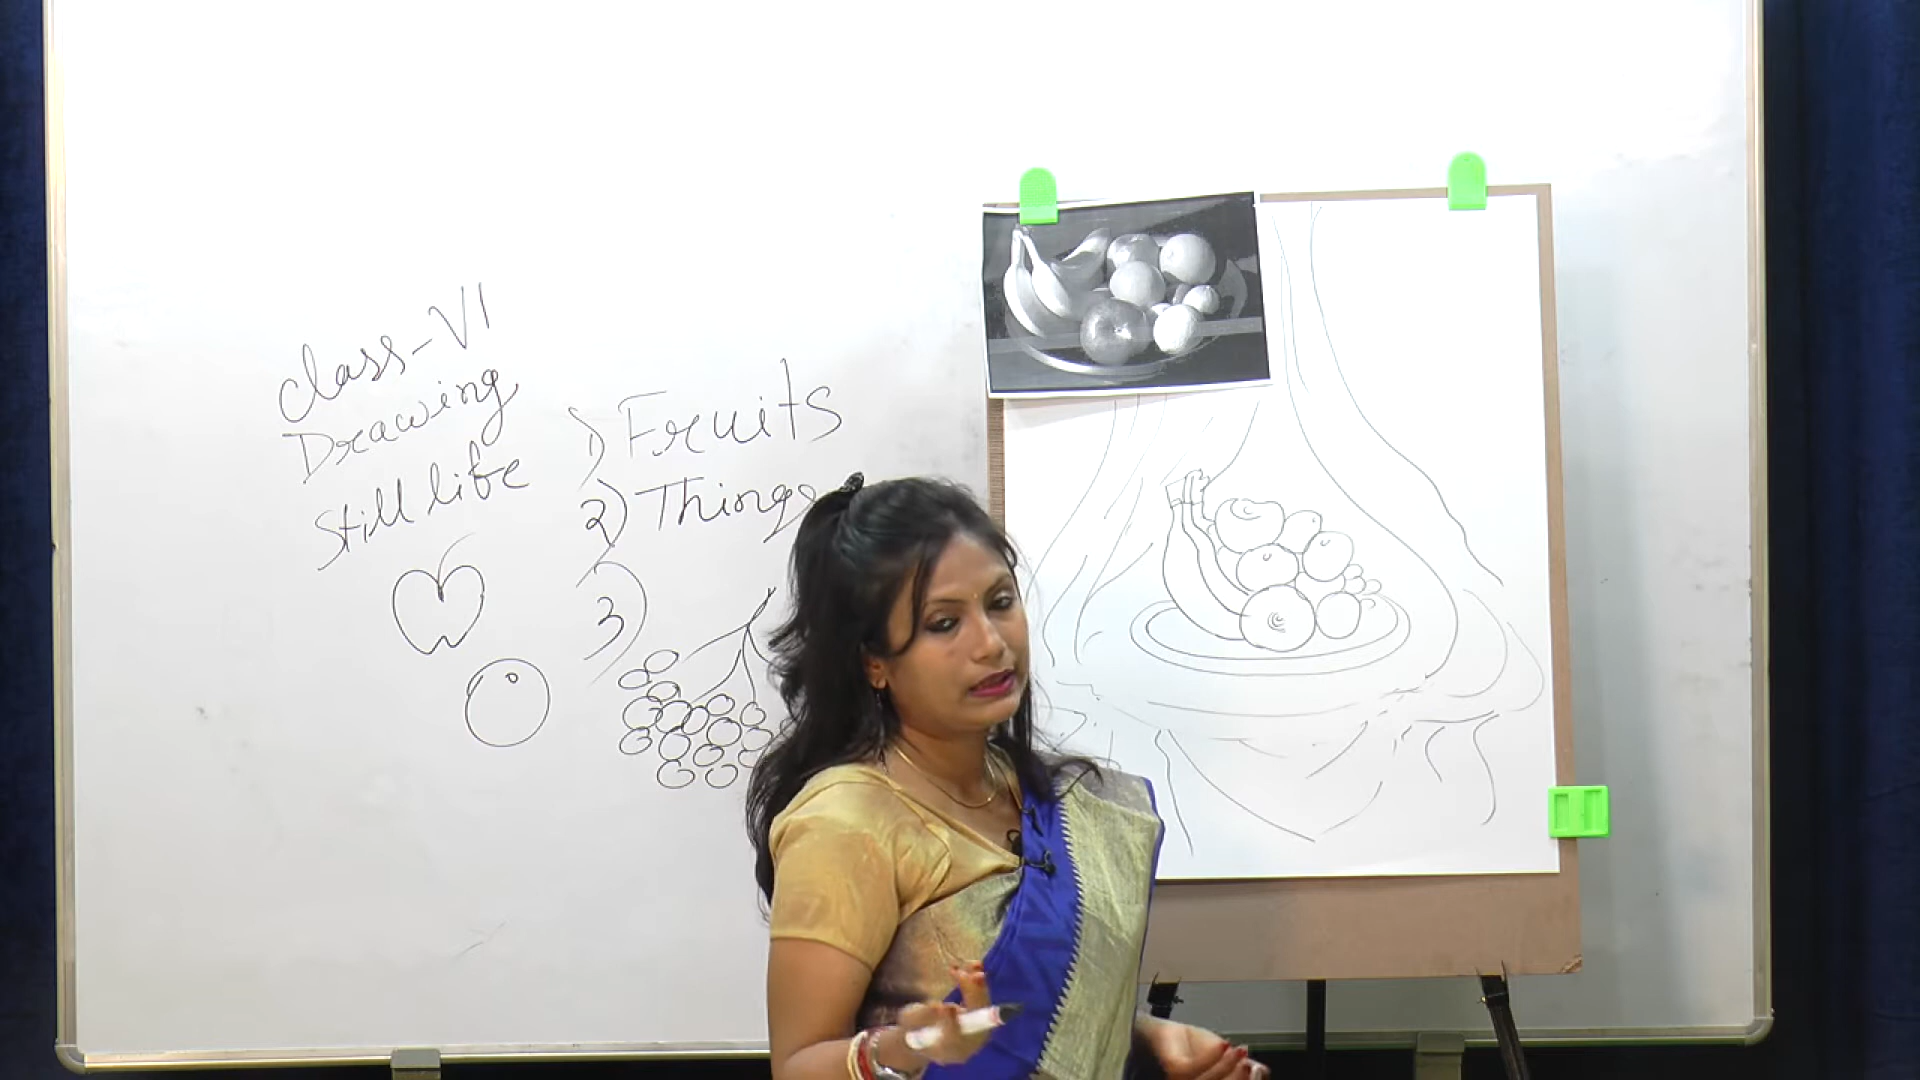 class-VI
Drawing
Still life
1) Fruits
2) Things
3)